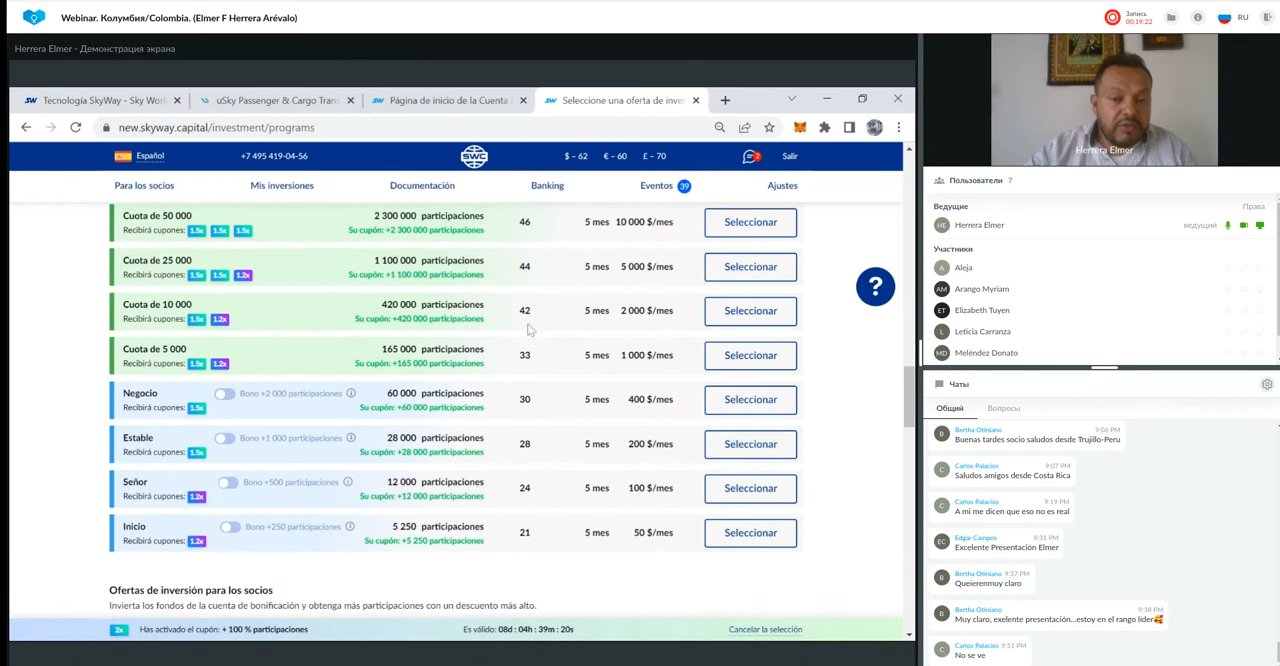 Webinar. Колумбия/Colombia. (Elmer F Herrera Arévalo)
Запись
00:19:22
RU
Herrera Elmer - Демонстрация экрана
Tecnología SkyWay - Sky Worl
uSky Passenger & Cargo Trans
Página de inicio de la Cuenta
Seleccione una oferta de inver
new.skyway.capital/investment/programs
Español
+7 495 419-04-56
SWC
$ – 62 € – 60 £ – 70
2
Salir
Para los socios
Mis inversiones
Documentación
Banking
Eventos 39
Ajustes
Cuota de 50 000 2 300 000 participaciones 46 5 mes 10 000 $/mes Seleccionar
Recibirá cupones: 1.5x 1.5x 1.5x Su cupón: +2 300 000 participaciones
Cuota de 25 000 1 100 000 participaciones 44 5 mes 5 000 $/mes Seleccionar
Recibirá cupones: 1.5x 1.5x 1.2x Su cupón: +1 100 000 participaciones
Cuota de 10 000 420 000 participaciones 42 5 mes 2 000 $/mes Seleccionar
Recibirá cupones: 1.5x 1.2x Su cupón: +420 000 participaciones
Cuota de 5 000 165 000 participaciones 33 5 mes 1 000 $/mes Seleccionar
Recibirá cupones: 1.5x 1.2x Su cupón: +165 000 participaciones
Negocio Bono +2 000 participaciones 60 000 participaciones 30 5 mes 400 $/mes Seleccionar
Recibirá cupones: 1.5x Su cupón: +60 000 participaciones
Estable Bono +1 000 participaciones 28 000 participaciones 28 5 mes 200 $/mes Seleccionar
Recibirá cupones: 1.5x Su cupón: +28 000 participaciones
Señor Bono +500 participaciones 12 000 participaciones 24 5 mes 100 $/mes Seleccionar
Recibirá cupones: 1.2x Su cupón: +12 000 participaciones
Inicio Bono +250 participaciones 5 250 participaciones 21 5 mes 50 $/mes Seleccionar
Recibirá cupones: 1.2x Su cupón: +5 250 participaciones
?
Ofertas de inversión para los socios
Invierta los fondos de la cuenta de bonificación y obtenga más participaciones con un descuento más alto.
2x Has activado el cupón: + 100 % participaciones Es válido: 08d : 04h : 39m : 20s Cancelar la selección
Herrera Elmer
Пользователи 7
Ведущие Права
HE Herrera Elmer ведущий
Участники
A Aleja
AM Arango Myriam
ET Elizabeth Tuyen
L Leticia Carranza
MD Meléndez Donato
Чаты
Общий Вопросы
B Bertha Otiniano 9:06 PM
Buenas tardes socio saludos desde Trujillo-Peru
C Carlos Palacios 9:07 PM
Saludos amigos desde Costa Rica
C Carlos Palacios 9:19 PM
A mi me dicen que eso no es real
EC Edgar Campos 9:31 PM
Excelente Presentación Elmer
B Bertha Otiniano 9:37 PM
Queierenmuy claro
B Bertha Otiniano 9:38 PM
Muy claro, exelente presentación...estoy en el rango líder🥰
C Carlos Palacios 9:51 PM
No se ve